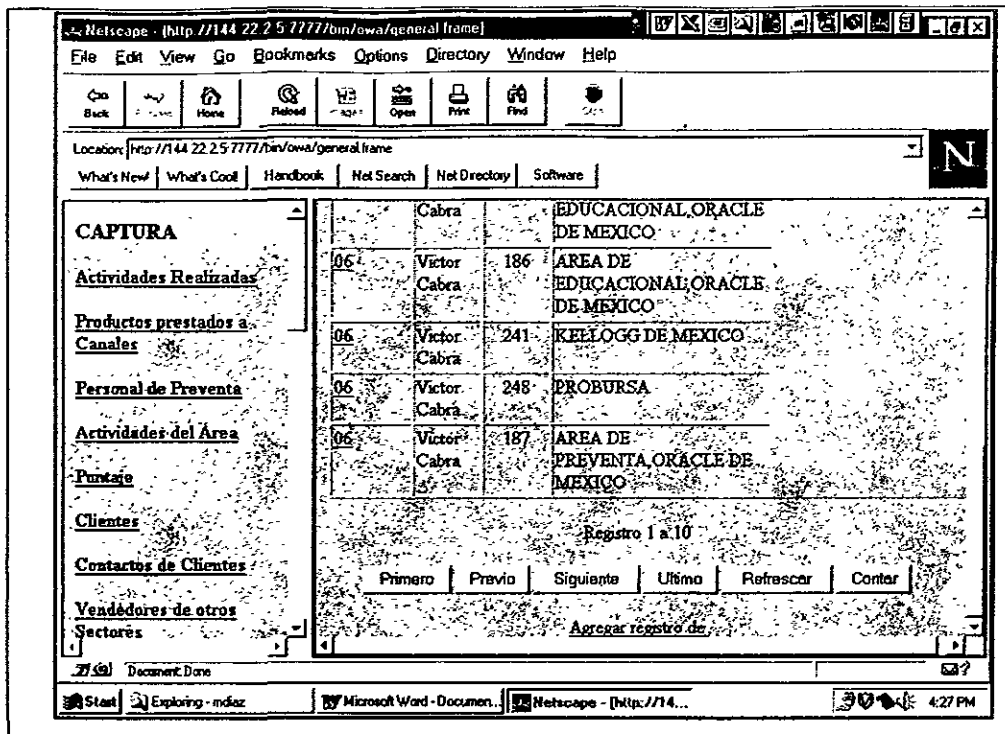 Netscape - [http //144 22 2 5 7777/bin/owa/general frame]
File Edit View Go Bookmarks Options Directory Window Help
Back Home Reload Open Print Find
Location: http //144 22 2.5 7777/bin/owa/general.frame
What's New! What's Cool! Handbook Net Search Net Directory Software
N
CAPTURA
Actividades Realizadas
Productos prestados a
Canales
Personal de Preventa
Actividades del Área
Puntaje
Clientes
Contactos de Clientes
Vendedores de otros
Sectores
Cabra EDUCACIONAL,ORACLE
DE MEXICO
06 Victor 186 AREA DE
Cabra EDUCACIONAL,ORACLE
DE MEXICO
06 Victor 241 KELLOGG DE MEXICO
Cabra
06 Victor 248 PROBURSA
Cabra
06 Victor 187 AREA DE
Cabra PREVENTA,ORACLE DE
MEXICO
Registro 1 a 10
Primero Previo Siguiente Ultimo Refrescar Contar
Agregar registro de
Document: Done
Start Exploring - mdiaz Microsoft Word - Documen... Netscape - [http://14... 4:27 PM